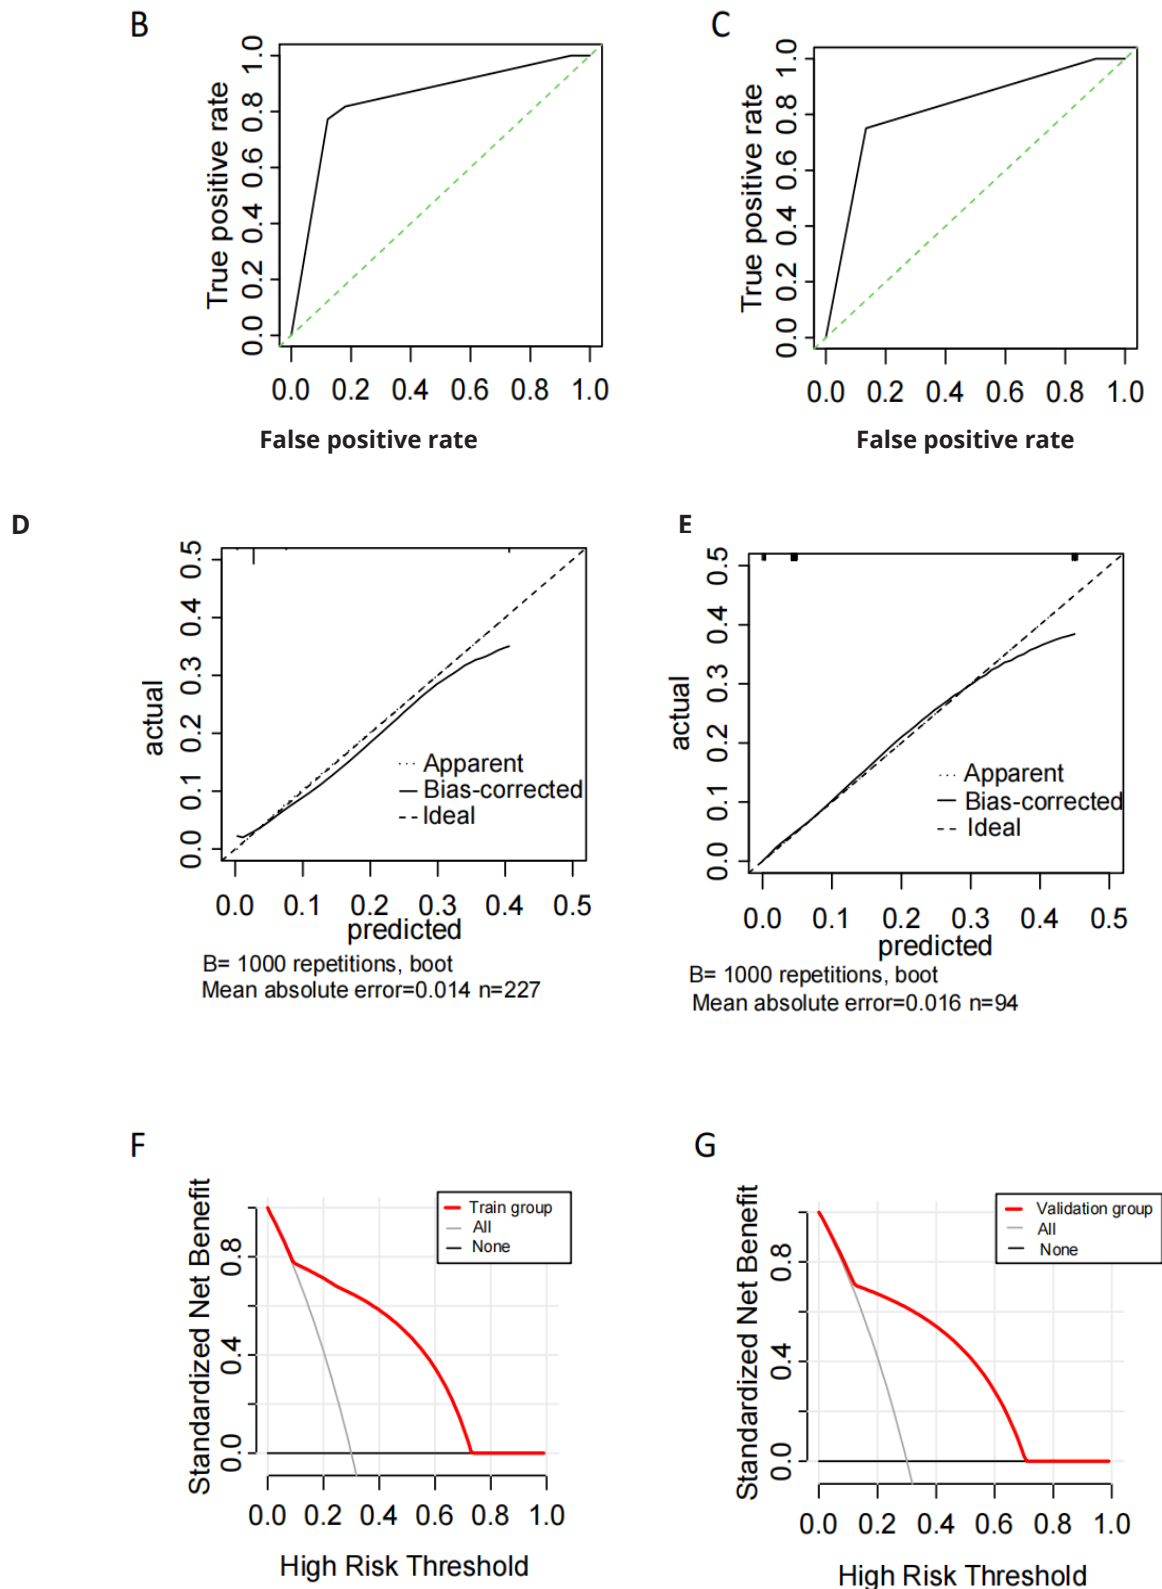 B
True positive rate
0.0 0.2 0.4 0.6 0.8 1.0
0.0 0.2 0.4 0.6 0.8 1.0
False positive rate
C
True positive rate
0.0 0.2 0.4 0.6 0.8 1.0
0.0 0.2 0.4 0.6 0.8 1.0
False positive rate
D
actual
0.0 0.1 0.2 0.3 0.4 0.5
Apparent
Bias-corrected
Ideal
0.0 0.1 0.2 0.3 0.4 0.5
predicted
B= 1000 repetitions, boot
Mean absolute error=0.014 n=227
E
actual
0.0 0.1 0.2 0.3 0.4 0.5
Apparent
Bias-corrected
Ideal
0.0 0.1 0.2 0.3 0.4 0.5
predicted
B= 1000 repetitions, boot
Mean absolute error=0.016 n=94
F
Standardized Net Benefit
0.0 0.4 0.8
Train group
All
None
0.0 0.2 0.4 0.6 0.8 1.0
High Risk Threshold
G
Standardized Net Benefit
0.0 0.4 0.8
Validation group
All
None
0.0 0.2 0.4 0.6 0.8 1.0
High Risk Threshold